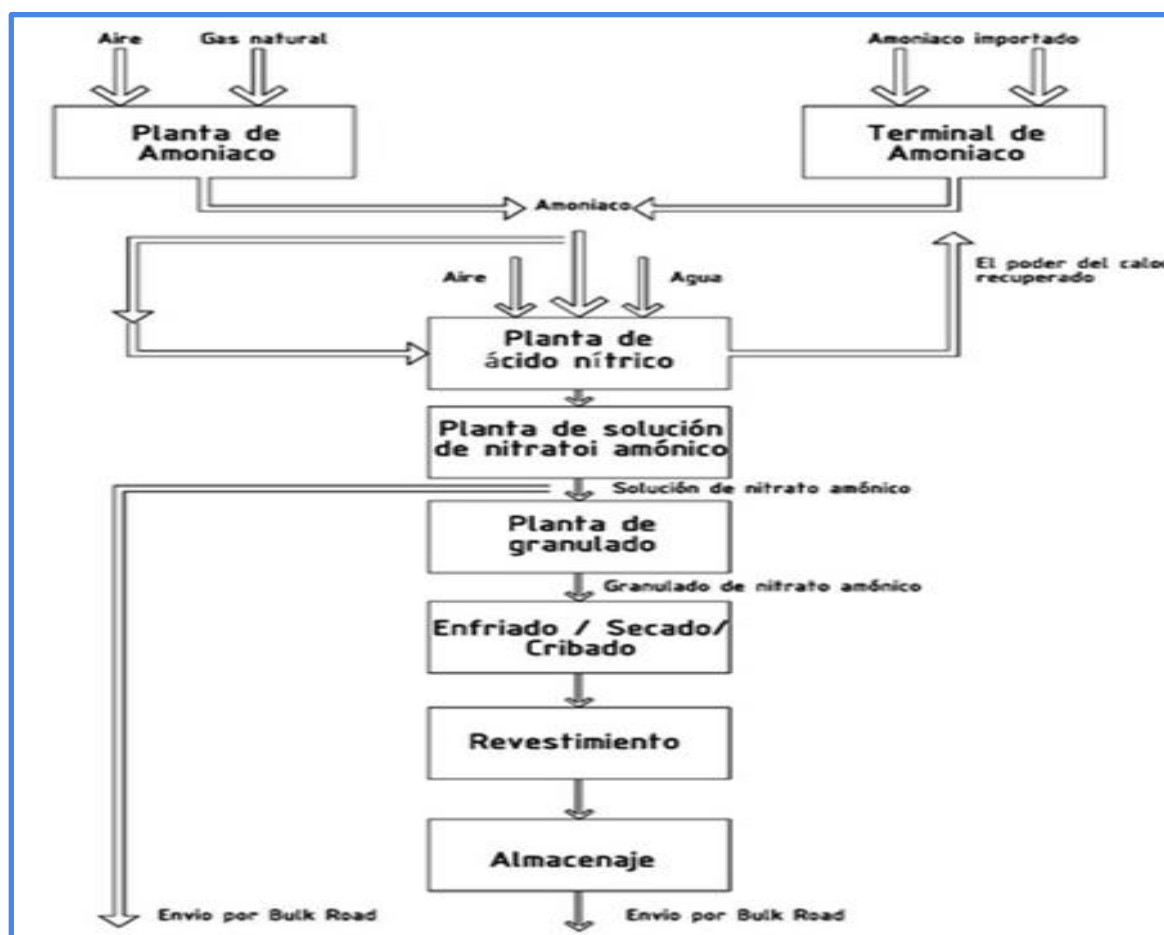 Aire
Gas natural
Amoniaco importado
Planta de
Amoniaco
Terminal de
Amoniaco
Amoniaco
Aire
Agua
El poder del calo
recuperado
Planta de
ácido nítrico
Planta de solución
de nitratoi amónico
Solución de nitrato amónico
Planta de
granulado
Granulado de nitrato amónico
Enfriado / Secado/
Cribado
Revestimiento
Almacenaje
Envio por Bulk Road
Envio por Bulk Road